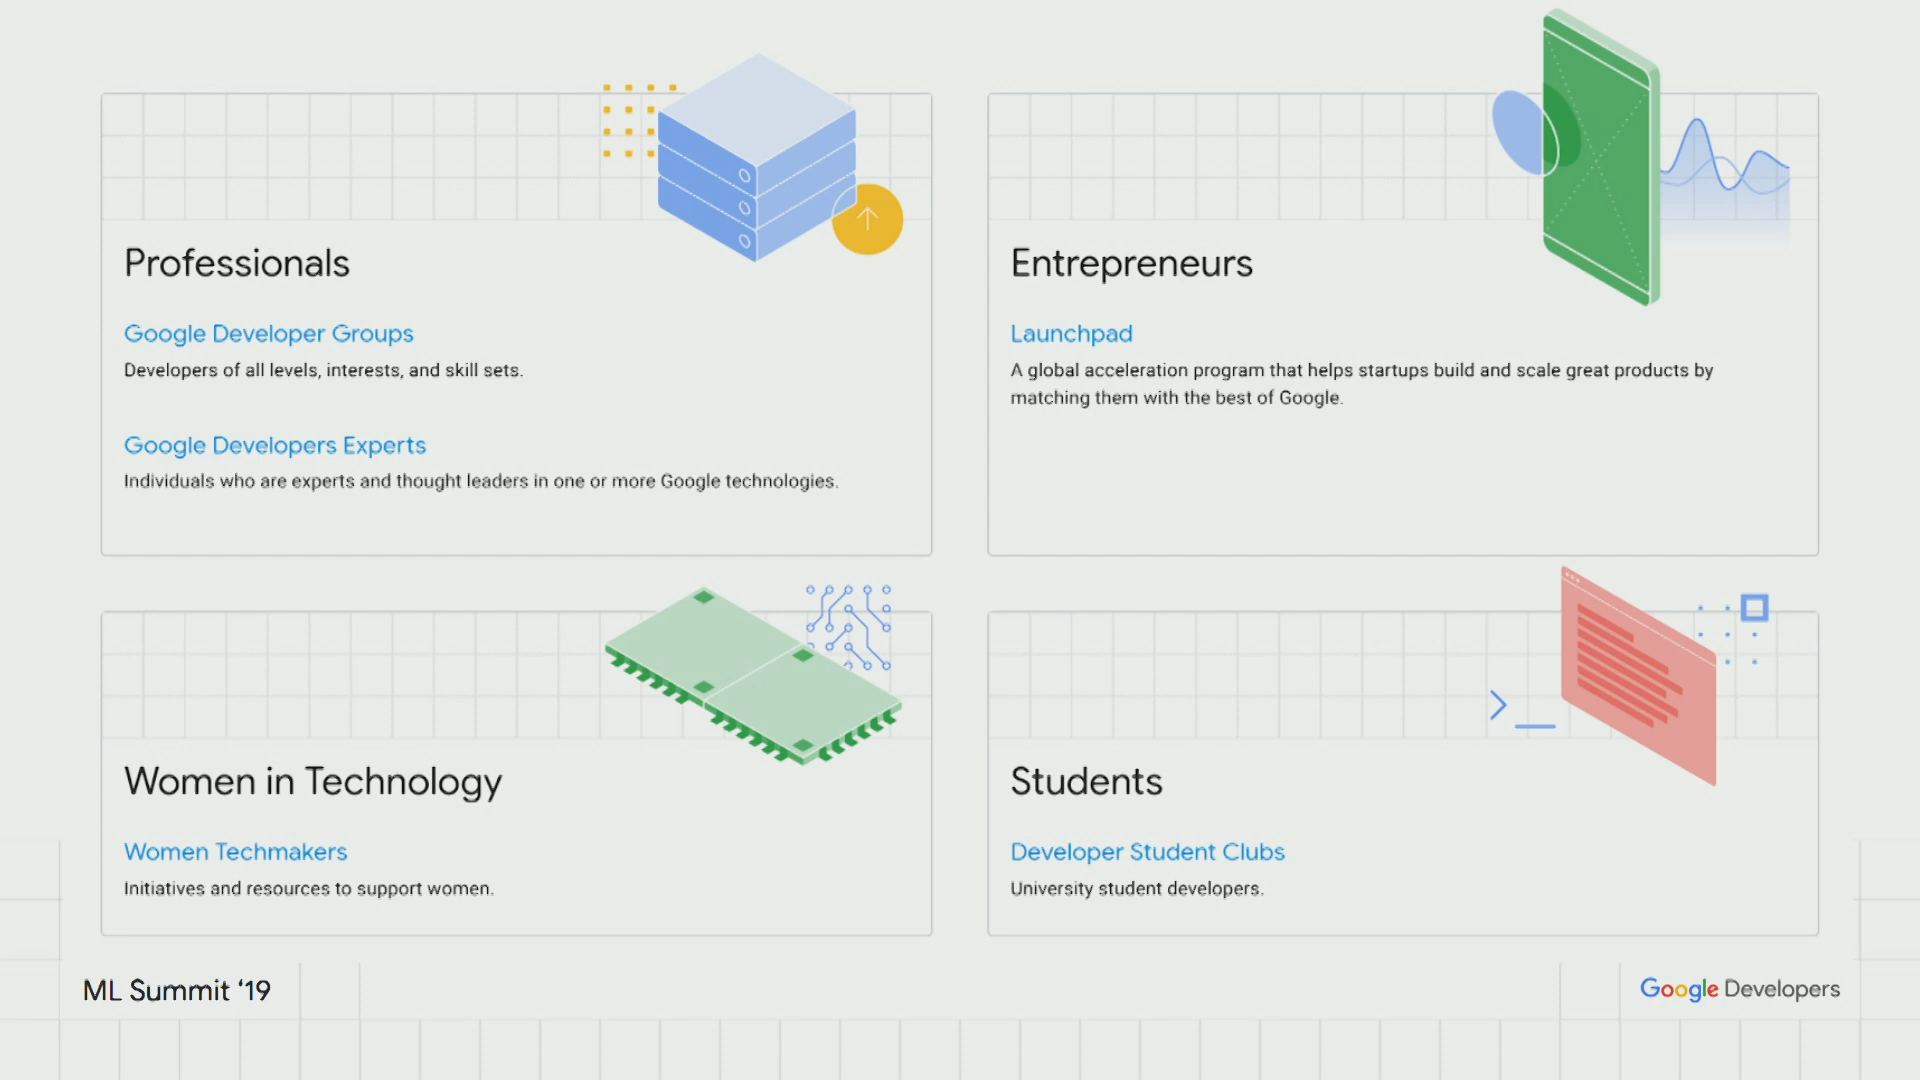 Professionals
Google Developer Groups
Developers of all levels, interests, and skill sets.
Google Developers Experts
Individuals who are experts and thought leaders in one or more Google technologies.
Entrepreneurs
Launchpad
A global acceleration program that helps startups build and scale great products by
matching them with the best of Google.
Women in Technology
Women Techmakers
Initiatives and resources to support women.
Students
Developer Student Clubs
University student developers.
ML Summit ‘19
Google Developers